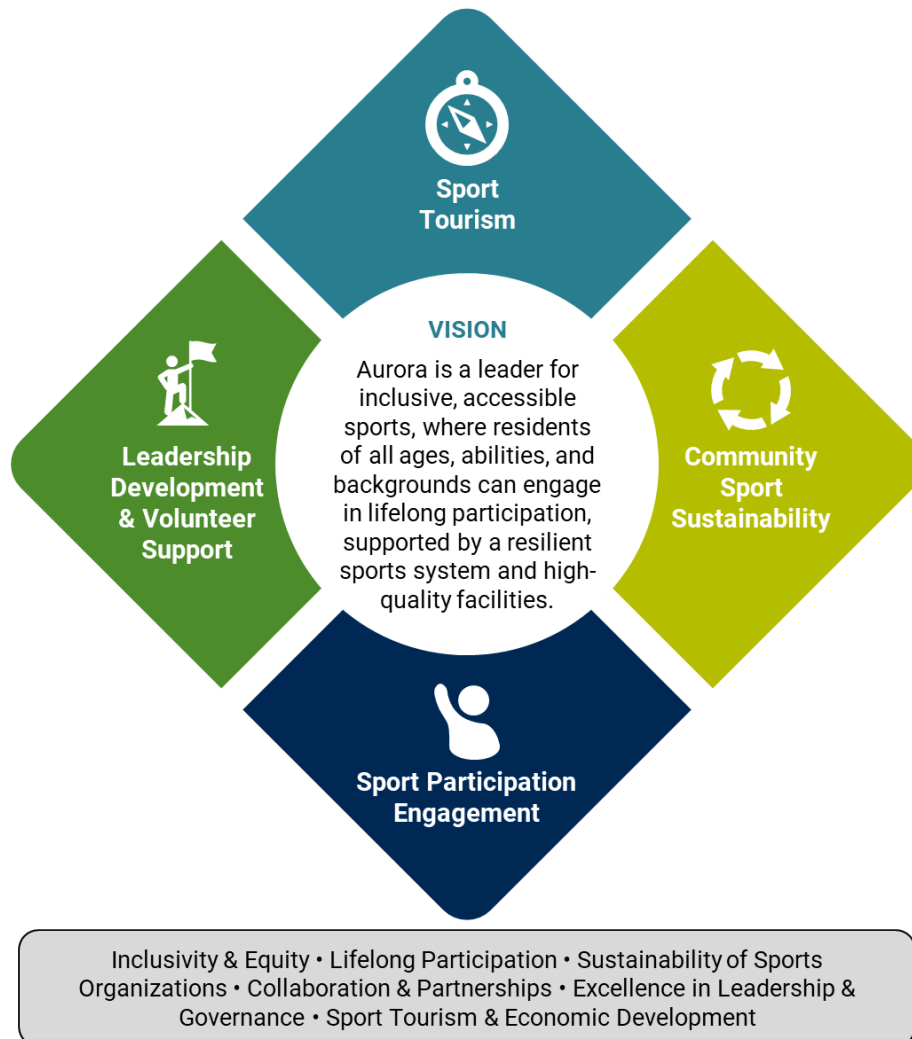 Sport
Tourism
VISION
Aurora is a leader for
inclusive, accessible
sports, where residents
of all ages, abilities, and
backgrounds can engage
in lifelong participation,
supported by a resilient
sports system and high-
quality facilities.
Leadership
Development
& Volunteer
Support
Community
Sport
Sustainability
Sport Participation
Engagement
Inclusivity & Equity • Lifelong Participation • Sustainability of Sports
Organizations • Collaboration & Partnerships • Excellence in Leadership &
Governance • Sport Tourism & Economic Development